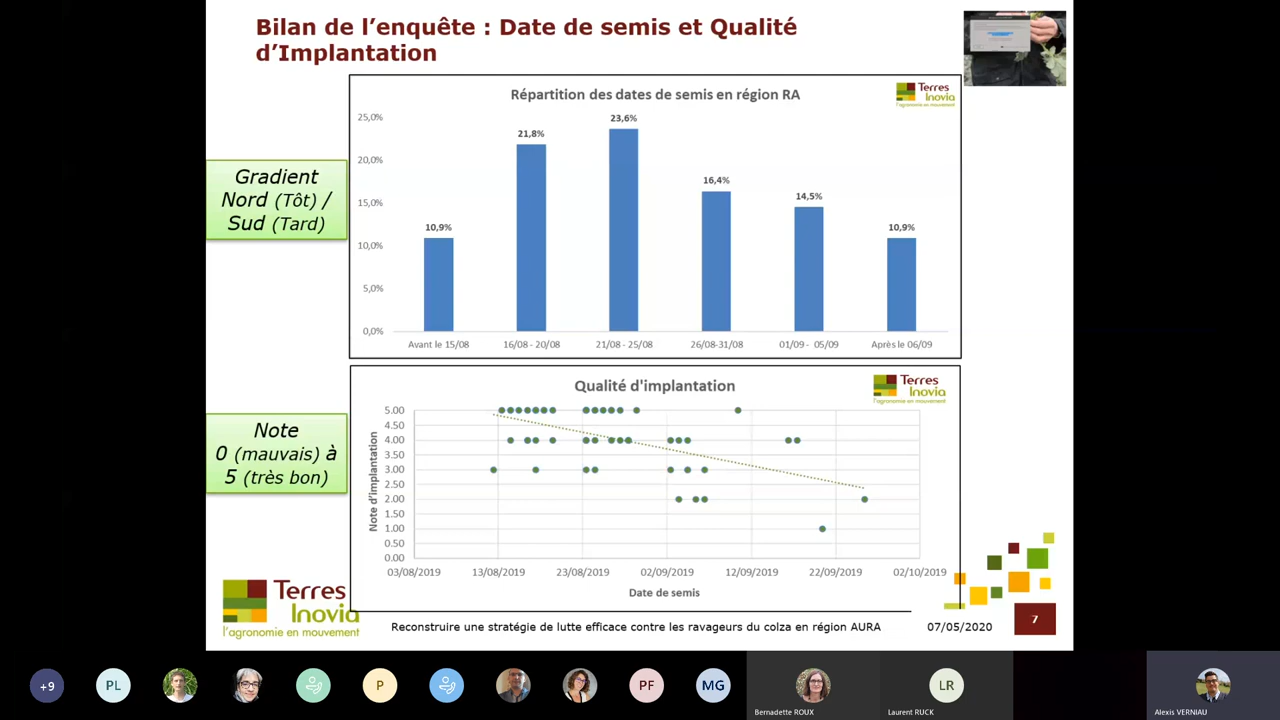 Bilan de l’enquête : Date de semis et Qualité
d’Implantation
Répartition des dates de semis en région RA
Terres
Inovia
l'agronomie en mouvement
25,0%
20,0%
15,0%
10,0%
5,0%
0,0%
10,9%
21,8%
23,6%
16,4%
14,5%
10,9%
Avant le 15/08
16/08 - 20/08
21/08 - 25/08
26/08-31/08
01/09 - 05/09
Après le 06/09
Gradient
Nord (Tôt) /
Sud (Tard)
Qualité d'implantation
Terres
Inovia
l'agronomie en mouvement
Note
0 (mauvais) à
5 (très bon)
Note d’implantation
5.00
4.50
4.00
3.50
3.00
2.50
2.00
1.50
1.00
0.50
0.00
03/08/2019
13/08/2019
23/08/2019
02/09/2019
12/09/2019
22/09/2019
02/10/2019
Date de semis
Terres
Inovia
l'agronomie en mouvement
Reconstruire une stratégie de lutte efficace contre les ravageurs du colza en région AURA
07/05/2020
7
+9
PL
P
PF
MG
LR
Bernadette ROUX
Laurent RUCK
Alexis VERNIAU